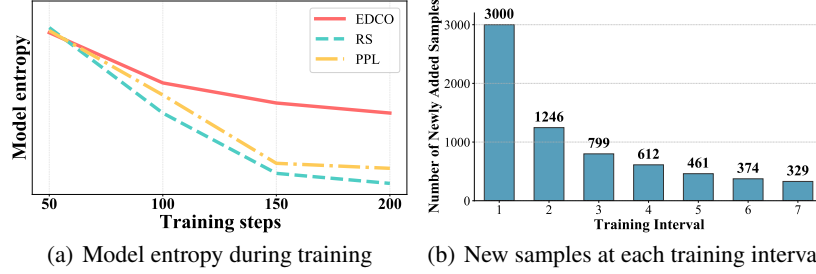 Model entropy
EDCO
RS
PPL
50
100
150
200
Training steps
(a) Model entropy during training
Number of Newly Added Samples
3000
2000
1000
0
3000
1246
799
612
461
374
329
1
2
3
4
5
6
7
Training Interval
(b) New samples at each training interva